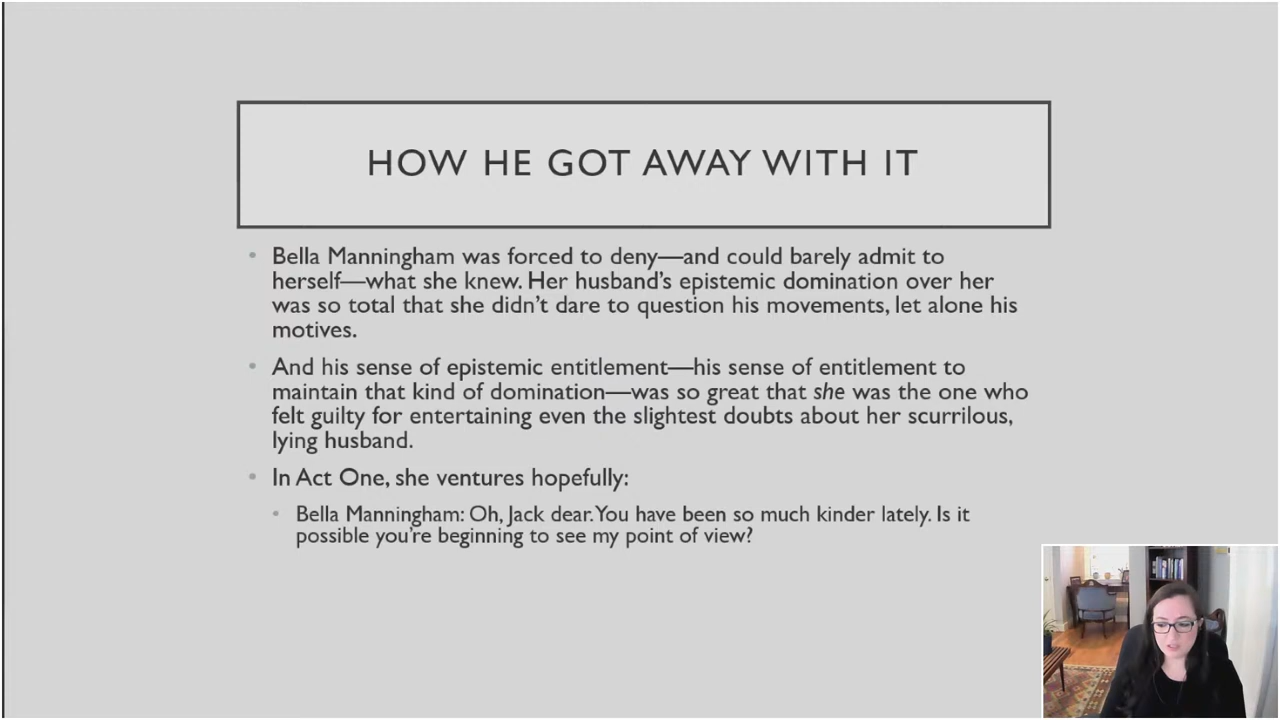 HOW HE GOT AWAY WITH IT
• Bella Manningham was forced to deny—and could barely admit to
herself—what she knew. Her husband's epistemic domination over her
was so total that she didn't dare to question his movements, let alone his
motives.
• And his sense of epistemic entitlement—his sense of entitlement to
maintain that kind of domination—was so great that she was the one who
felt guilty for entertaining even the slightest doubts about her scurrilous,
lying husband.
• In Act One, she ventures hopefully:
• Bella Manningham: Oh, Jack dear. You have been so much kinder lately. Is it
possible you're beginning to see my point of view?